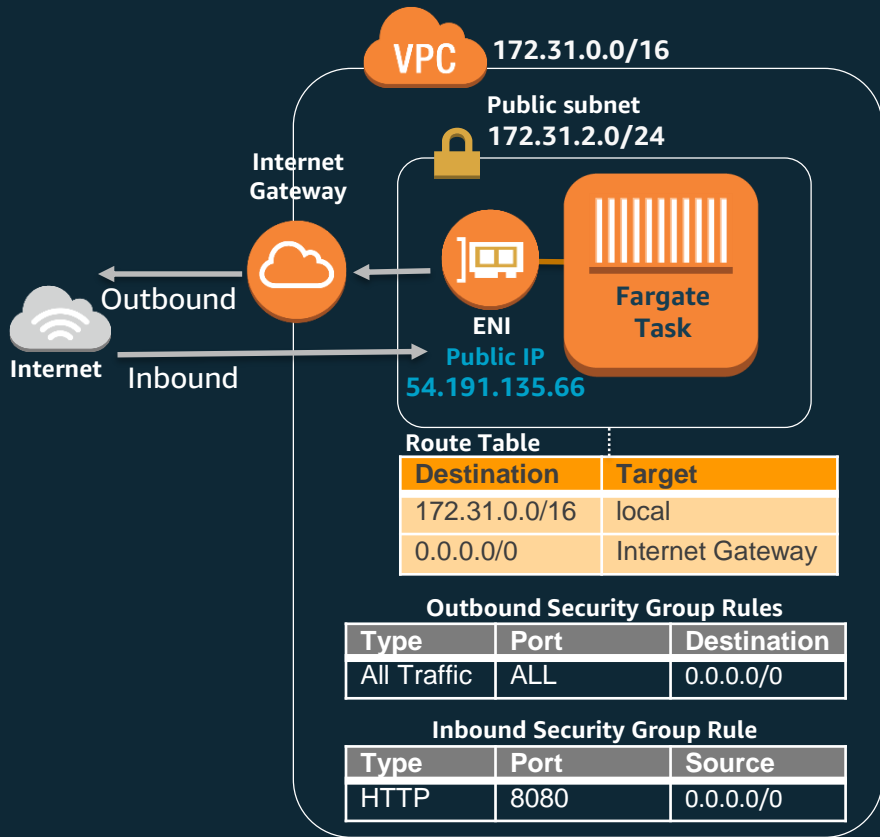 VPC
172.31.0.0/16
Public subnet
172.31.2.0/24
Internet
Gateway
Outbound
Internet
Inbound
ENI
Public IP
54.191.135.66
Fargate
Task
Route Table
Destination Target
172.31.0.0/16 local
0.0.0.0/0 Internet Gateway
Outbound Security Group Rules
Type Port Destination
All Traffic ALL 0.0.0.0/0
Inbound Security Group Rule
Type Port Source
HTTP 8080 0.0.0.0/0